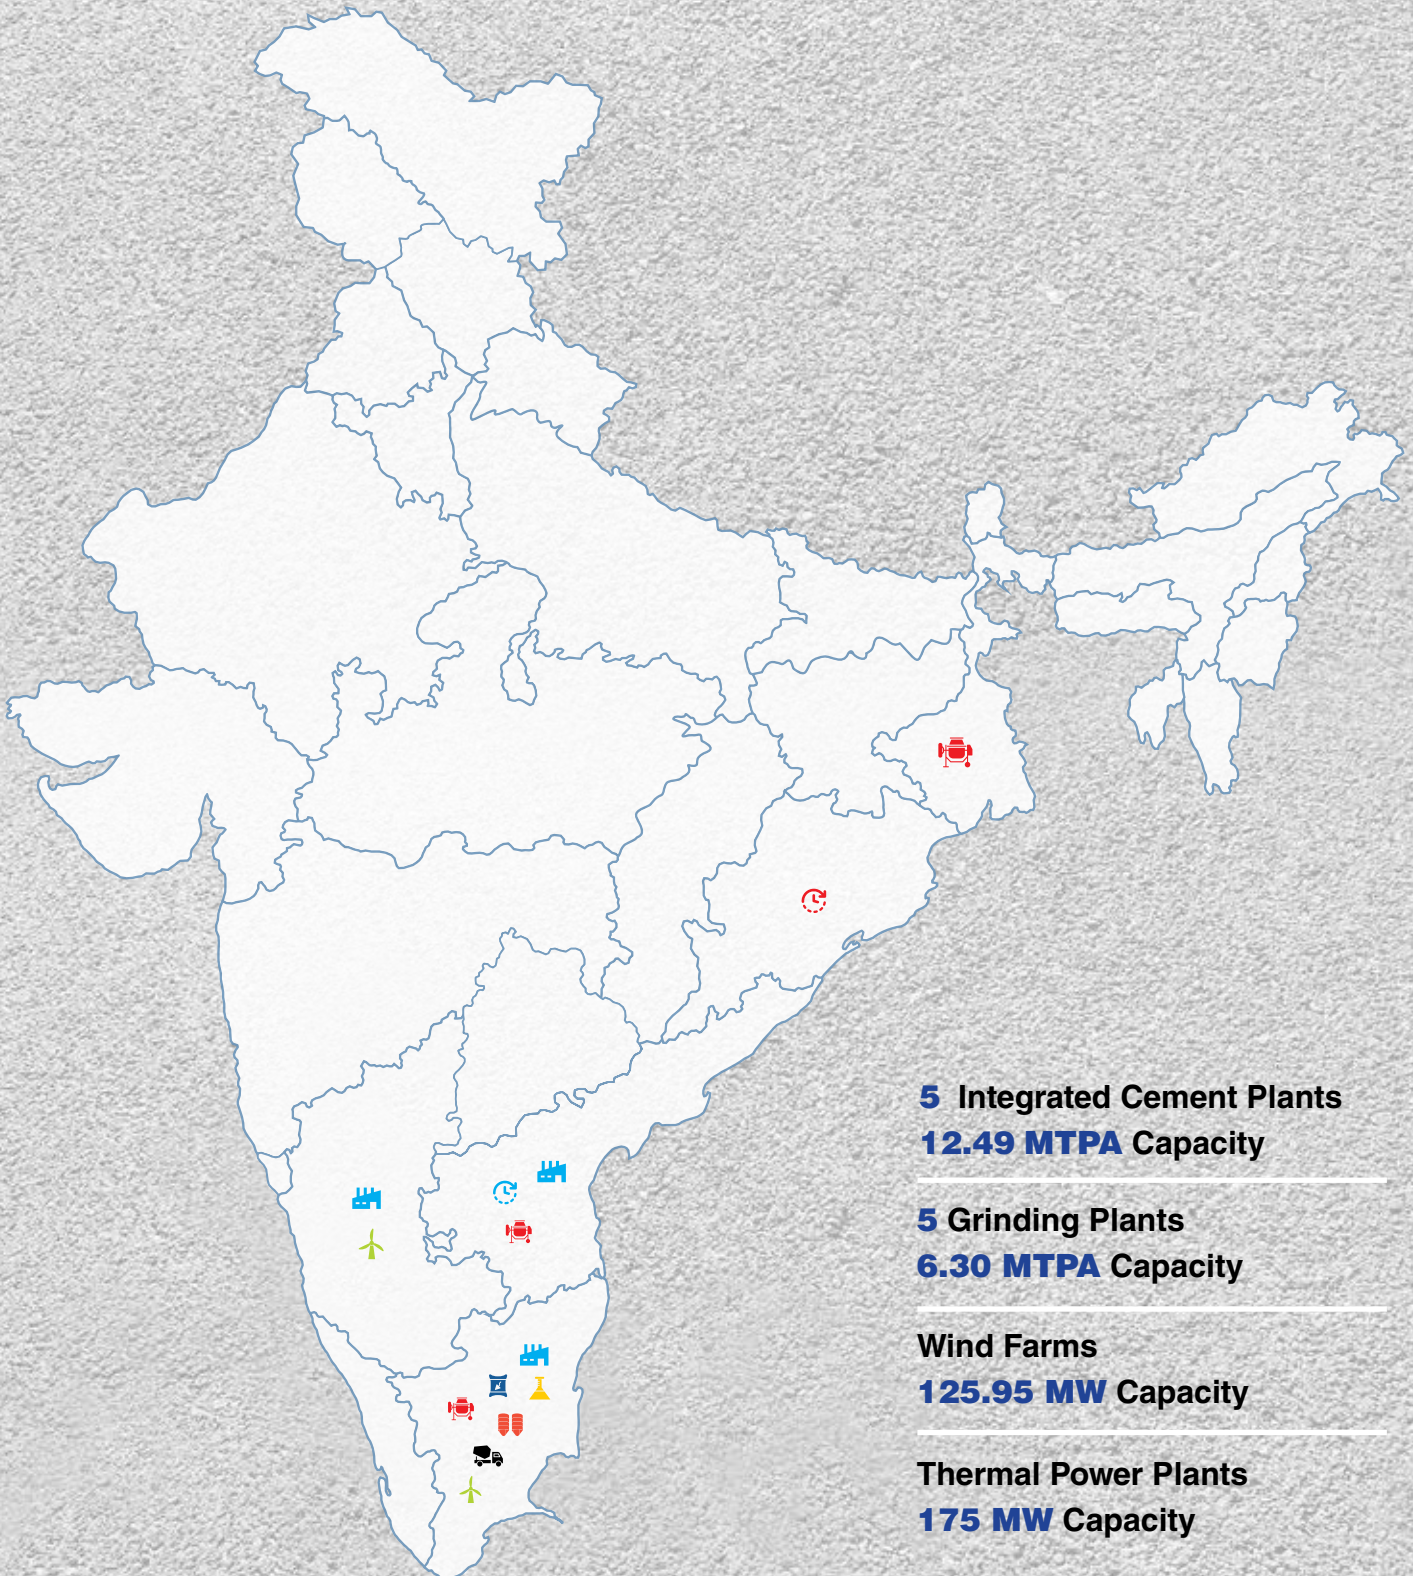 5 Integrated Cement Plants
12.49 MTPA Capacity
5 Grinding Plants
6.30 MTPA Capacity
Wind Farms
125.95 MW Capacity
Thermal Power Plants
175 MW Capacity